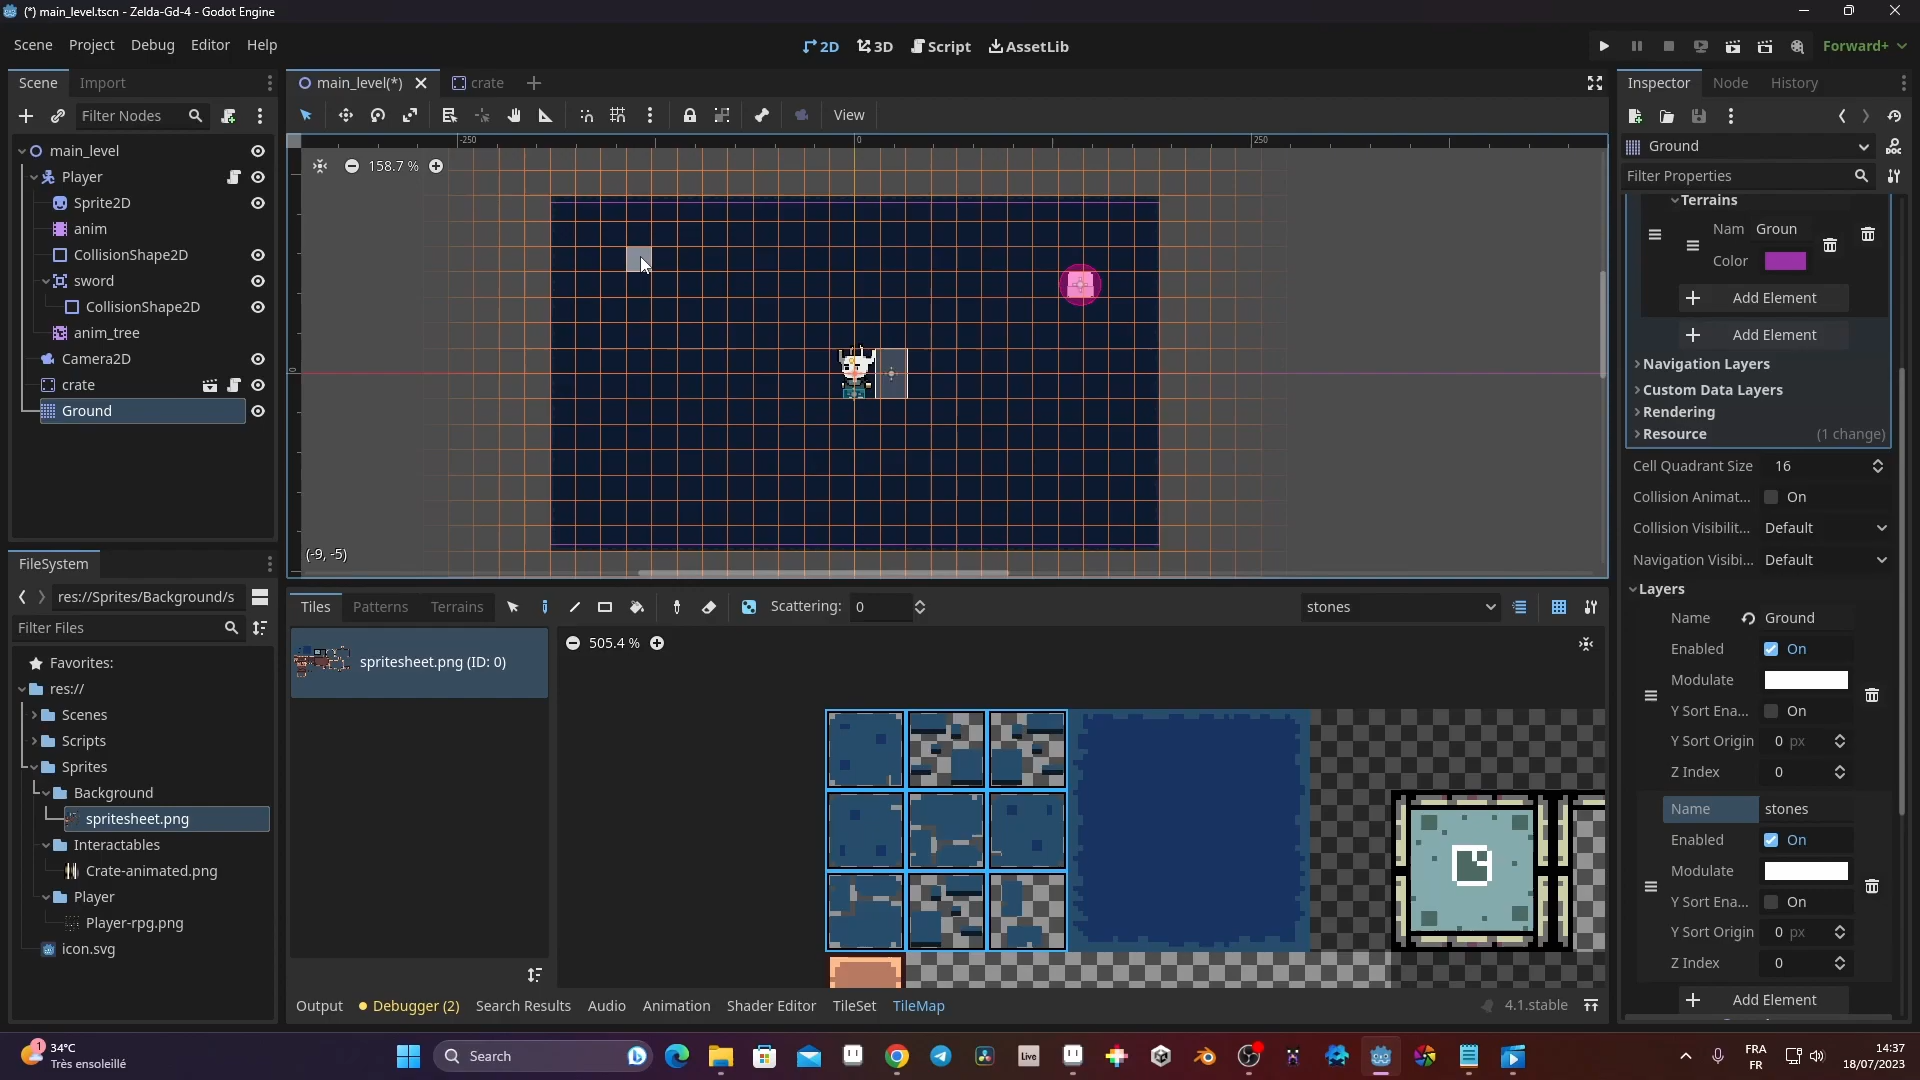 (*) main_level.tscn - Zelda-Gd-4 - Godot Engine
Scene Project Debug Editor Help
2D 3D Script AssetLib
Forward+
Scene Import
Filter Nodes
main_level
Player
Sprite2D
anim
CollisionShape2D
sword
CollisionShape2D
anim_tree
Camera2D
crate
Ground
FileSystem
res://Sprites/Background/s
Filter Files
Favorites:
res://
Scenes
Scripts
Sprites
Background
spritesheet.png
Interactables
Crate-animated.png
Player
Player-rpg.png
icon.svg
main_level(*) crate
View
-250 0 250
158.7 %
0
(-9, -5)
Tiles Patterns Terrains Scattering: 0 stones
spritesheet.png (ID: 0)
505.4 %
Output Debugger (2) Search Results Audio Animation Shader Editor TileSet TileMap
4.1.stable
Inspector Node History
Ground
Filter Properties
Terrains
Nam Groun
Color
Add Element
Add Element
Navigation Layers
Custom Data Layers
Rendering
Resource (1 change)
Cell Quadrant Size 16
Collision Animat... On
Collision Visibilit... Default
Navigation Visibi... Default
Layers
Name Ground
Enabled On
Modulate
Y Sort Ena... On
Y Sort Origin 0 px
Z Index 0
Name stones
Enabled On
Modulate
Y Sort Ena... On
Y Sort Origin 0 px
Z Index 0
Add Element
1
34°C
Très ensoleillé
Search
Live
FRA
FR
14:37
18/07/2023